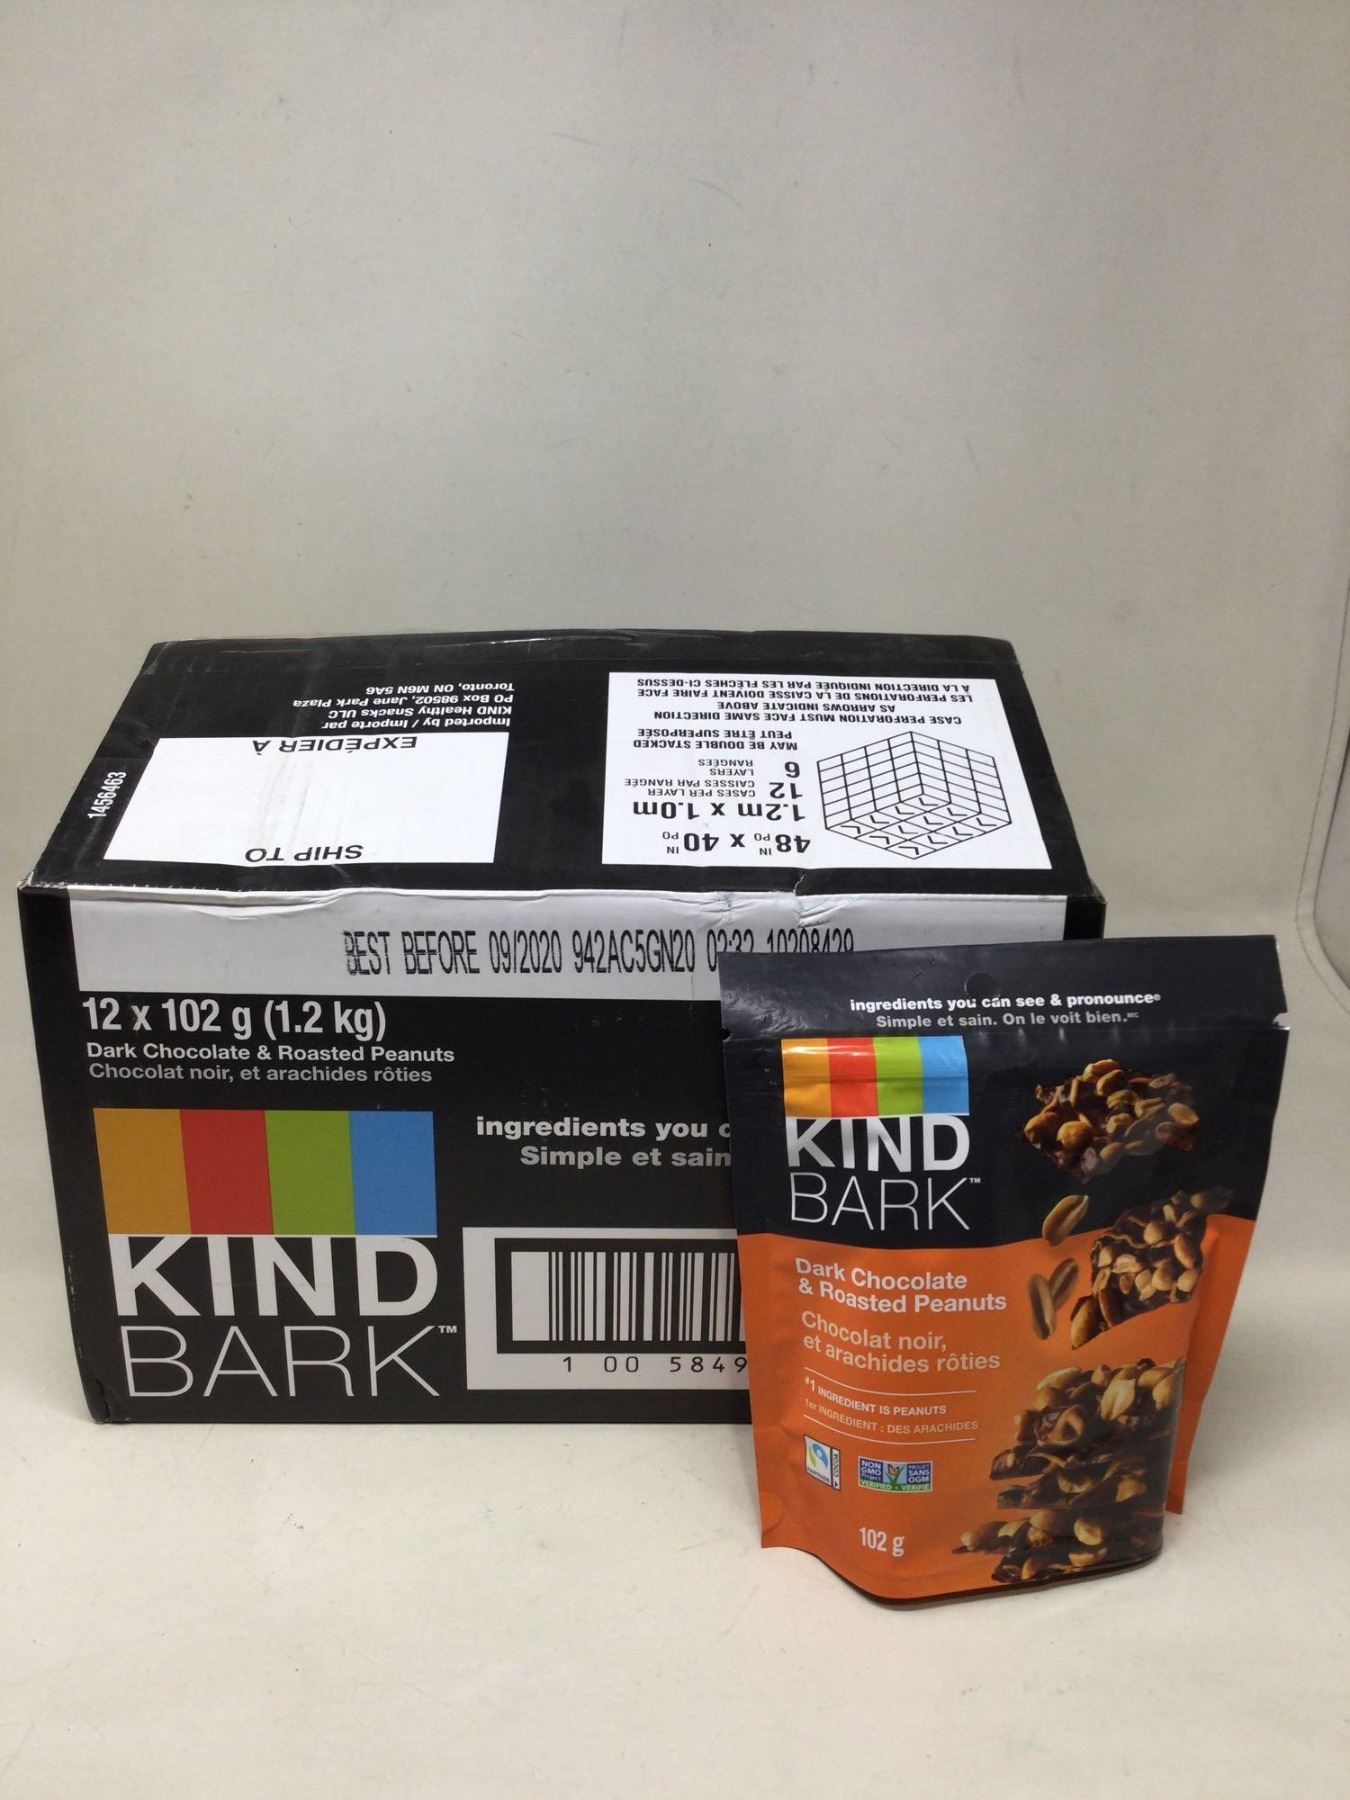 Imported by / Importe par
KIND Healthy Snacks ULC
PO Box 98502, Jane Park Plaza
Toronto, ON M6N 5A6
EXPÉDIER À
SHIP TO
1456463
48 IN PO X 40 IN PO
1.2m x 1.0m
12 CASES PER LAYER
CAISSES PAR RANGÉE
6 LAYERS
RANGÉES
MAY BE DOUBLE STACKED
PEUT ÊTRE SUPERPOSÉE
CASE PERFORATION MUST FACE SAME DIRECTION
AS ARROWS INDICATE ABOVE
LES PERFORATIONS DE LA CAISSE DOIVENT FAIRE FACE
À LA DIRECTION INDIQUÉE PAR LES FLÈCHES CI-DESSUS
BEST BEFORE 09/2020 942AC5GN20
12 x 102 g (1.2 kg)
Dark Chocolate & Roasted Peanuts
Chocolat noir, et arachides rôties
KIND
BARK™
ingredients you c
Simple et sain
1 00 5849
ingredients you can see & pronounce®
Simple et sain. On le voit bien.MC
KIND
BARK™
Dark Chocolate
& Roasted Peanuts
Chocolat noir,
et arachides rôties
#1 INGREDIENT IS PEANUTS
1er INGRÉDIENT : DES ARACHIDES
FAIRTRADE
COCOA
NON
GMO
Project
VERIFIED
PROJET
SANS
OGM
VÉRIFIÉ
102 g